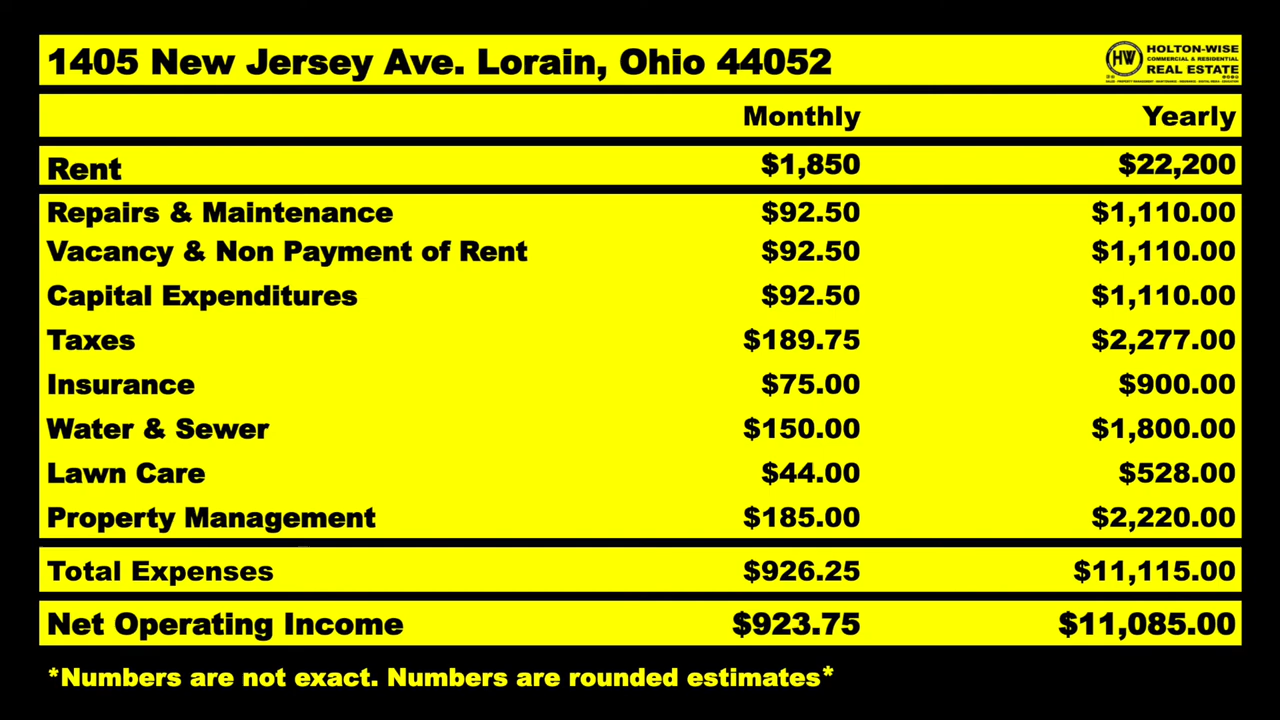 1405 New Jersey Ave. Lorain, Ohio 44052
HW
HOLTON-WISE
COMMERCIAL & RESIDENTIAL
REAL ESTATE
Monthly Yearly
Rent $1,850 $22,200
Repairs & Maintenance $92.50 $1,110.00
Vacancy & Non Payment of Rent $92.50 $1,110.00
Capital Expenditures $92.50 $1,110.00
Taxes $189.75 $2,277.00
Insurance $75.00 $900.00
Water & Sewer $150.00 $1,800.00
Lawn Care $44.00 $528.00
Property Management $185.00 $2,220.00
Total Expenses $926.25 $11,115.00
Net Operating Income $923.75 $11,085.00
*Numbers are not exact. Numbers are rounded estimates*